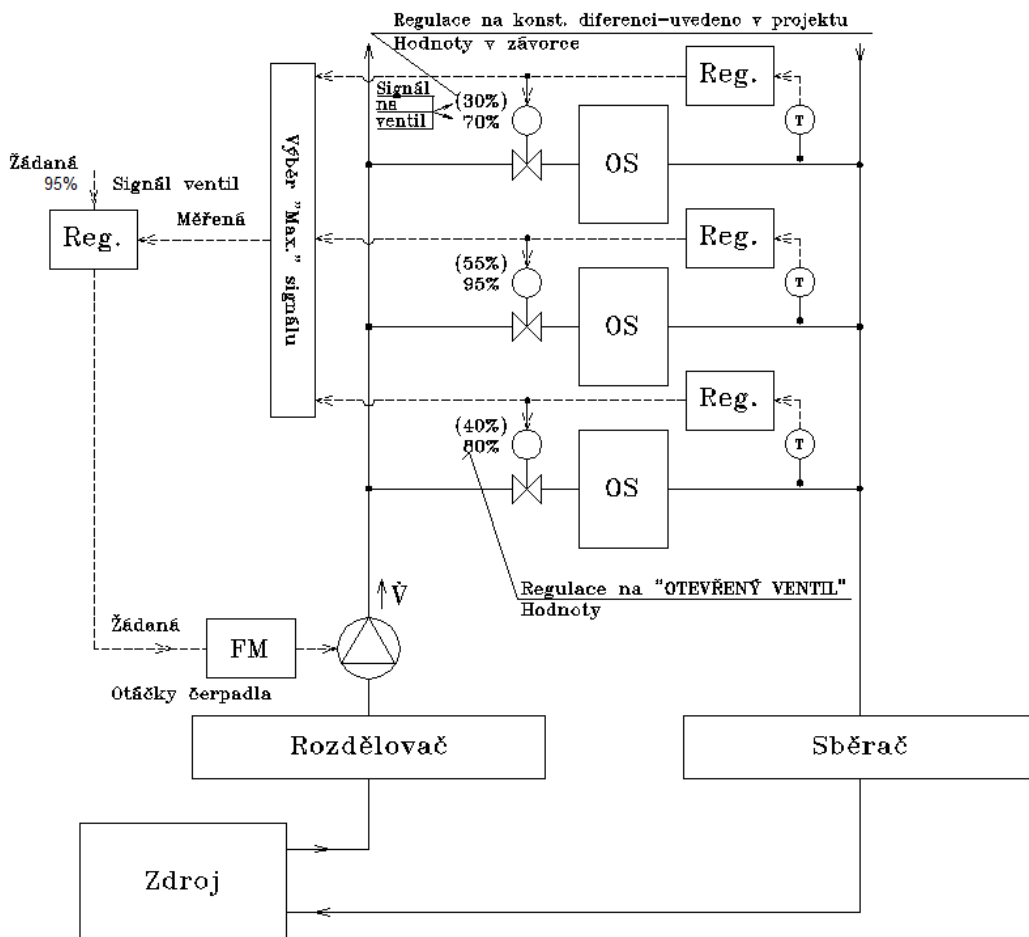 Regulace na konst. diferenci-uvedeno v projektu
Hodnoty v závorce
Signál
na
ventil
(30%)
70%
Reg.
T
OS
Výběr "Max." signálu
Žádaná
95%
Signál ventil
Reg.
Měřená
(55%)
95%
Reg.
T
OS
(40%)
80%
Reg.
T
OS
Regulace na "OTEVŘENÝ VENTIL"
Hodnoty
V̇
Žádaná
FM
Otáčky čerpadla
Rozdělovač
Sběrač
Zdroj